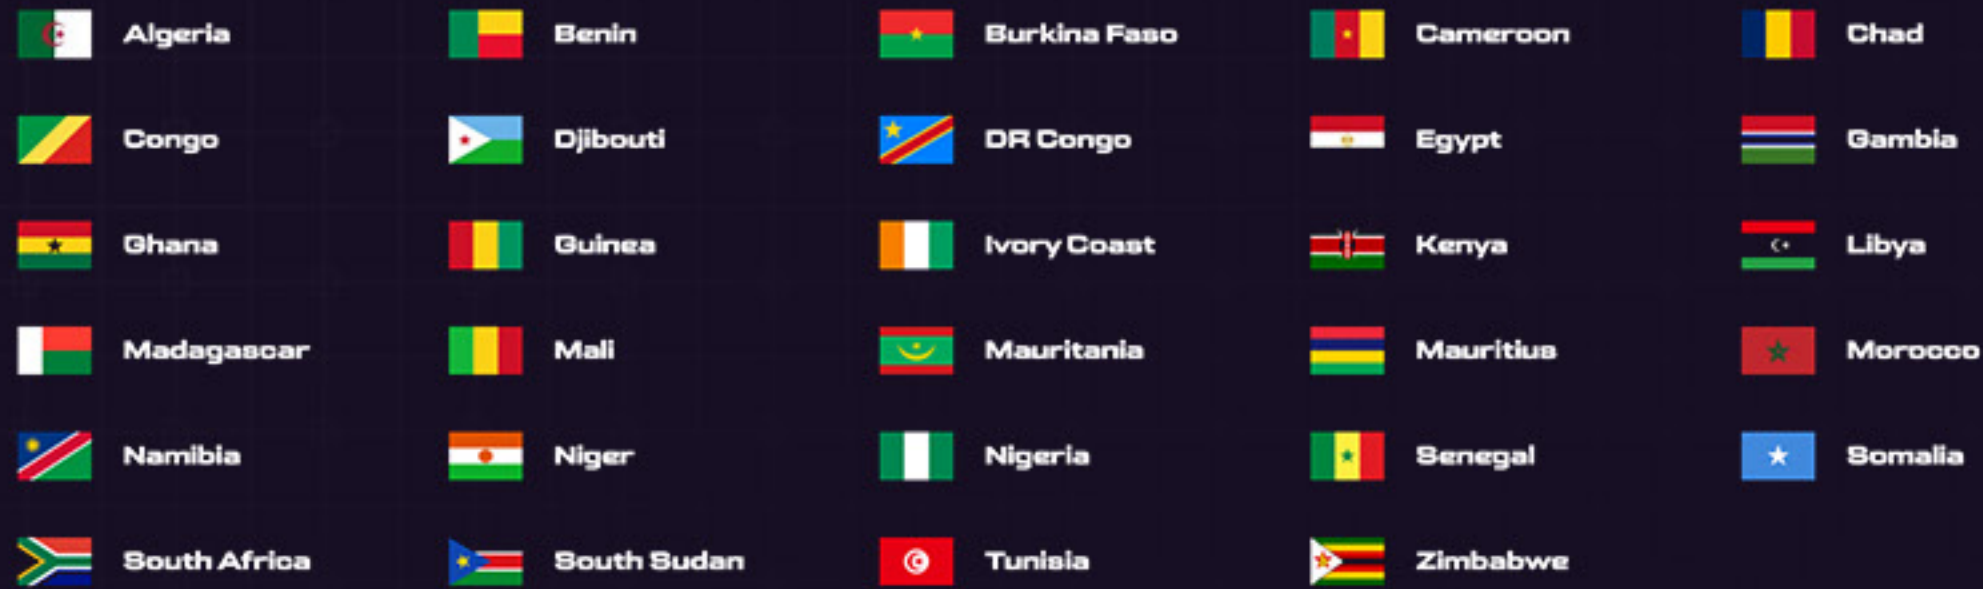 Algeria Benin Burkina Faso Cameroon Chad
Congo Djibouti DR Congo Egypt Gambia
Ghana Guinea Ivory Coast Kenya Libya
Madagascar Mali Mauritania Mauritius Morocco
Namibia Niger Nigeria Senegal Somalia
South Africa South Sudan Tunisia Zimbabwe